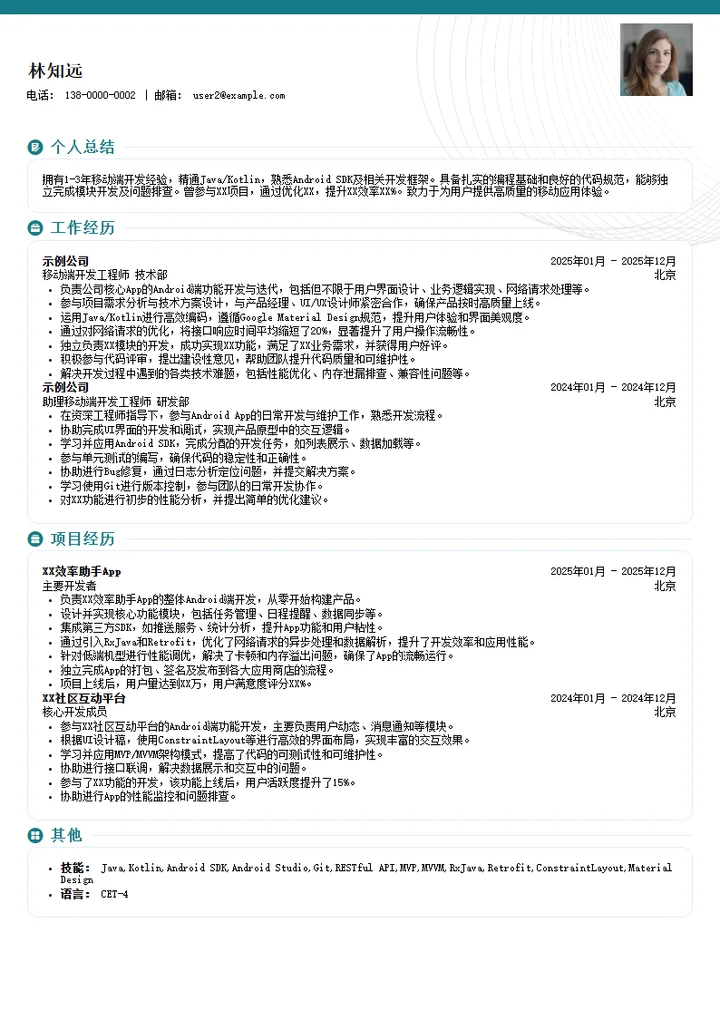 林知远
电话： 138-0000-0002 | 邮箱： user2@example.com
个人总结
拥有1-3年移动端开发经验，精通Java/Kotlin，熟悉Android SDK及相关开发框架。具备扎实的编程基础和良好的代码规范，能够独
立完成模块开发及问题排查。曾参与XX项目，通过优化XX，提升XX效率XX%。致力于为用户提供高质量的移动应用体验。
工作经历
示例公司 2025年01月 - 2025年12月
移动端开发工程师 技术部 北京
• 负责公司核心App的Android端功能开发与迭代，包括但不限于用户界面设计、业务逻辑实现、网络请求处理等。
• 参与项目需求分析与技术方案设计，与产品经理、UI/UX设计师紧密合作，确保产品按时高质量上线。
• 运用Java/Kotlin进行高效编码，遵循Google Material Design规范，提升用户体验和界面美观度。
• 通过对网络请求的优化，将接口响应时间平均缩短了20%，显著提升了用户操作流畅性。
• 独立负责XX模块的开发，成功实现XX功能，满足了XX业务需求，并获得用户好评。
• 积极参与代码评审，提出建设性意见，帮助团队提升代码质量和可维护性。
• 解决开发过程中遇到的各类技术难题，包括性能优化、内存泄漏排查、兼容性问题等。
示例公司 2024年01月 - 2024年12月
助理移动端开发工程师 研发部 北京
• 在资深工程师指导下，参与Android App的日常开发与维护工作，熟悉开发流程。
• 协助完成UI界面的开发和调试，实现产品原型中的交互逻辑。
• 学习并应用Android SDK，完成分配的开发任务，如列表展示、数据加载等。
• 参与单元测试的编写，确保代码的稳定性和正确性。
• 协助进行Bug修复，通过日志分析定位问题，并提交解决方案。
• 学习使用Git进行版本控制，参与团队的日常开发协作。
• 对XX功能进行初步的性能分析，并提出简单的优化建议。
项目经历
XX效率助手App 2025年01月 - 2025年12月
主要开发者 北京
• 负责XX效率助手App的整体Android端开发，从零开始构建产品。
• 设计并实现核心功能模块，包括任务管理、日程提醒、数据同步等。
• 集成第三方SDK，如推送服务、统计分析，提升App功能和用户粘性。
• 通过引入RxJava和Retrofit，优化了网络请求的异步处理和数据解析，提升了开发效率和应用性能。
• 针对低端机型进行性能调优，解决了卡顿和内存溢出问题，确保了App的流畅运行。
• 独立完成App的打包、签名及发布到各大应用商店的流程。
• 项目上线后，用户量达到XX万，用户满意度评分XX%。
XX社区互动平台 2024年01月 - 2024年12月
核心开发成员 北京
• 参与XX社区互动平台的Android端功能开发，主要负责用户动态、消息通知等模块。
• 根据UI设计稿，使用ConstraintLayout等进行高效的界面布局，实现丰富的交互效果。
• 学习并应用MVP/MVVM架构模式，提高了代码的可测试性和可维护性。
• 协助进行接口联调，解决数据展示和交互中的问题。
• 参与了XX功能的开发，该功能上线后，用户活跃度提升了15%。
• 协助进行App的性能监控和问题排查。
其他
• 技能： Java,Kotlin,Android SDK,Android Studio,Git,RESTful API,MVP,MVVM,RxJava,Retrofit,ConstraintLayout,Material
Design
• 语言： CET-4